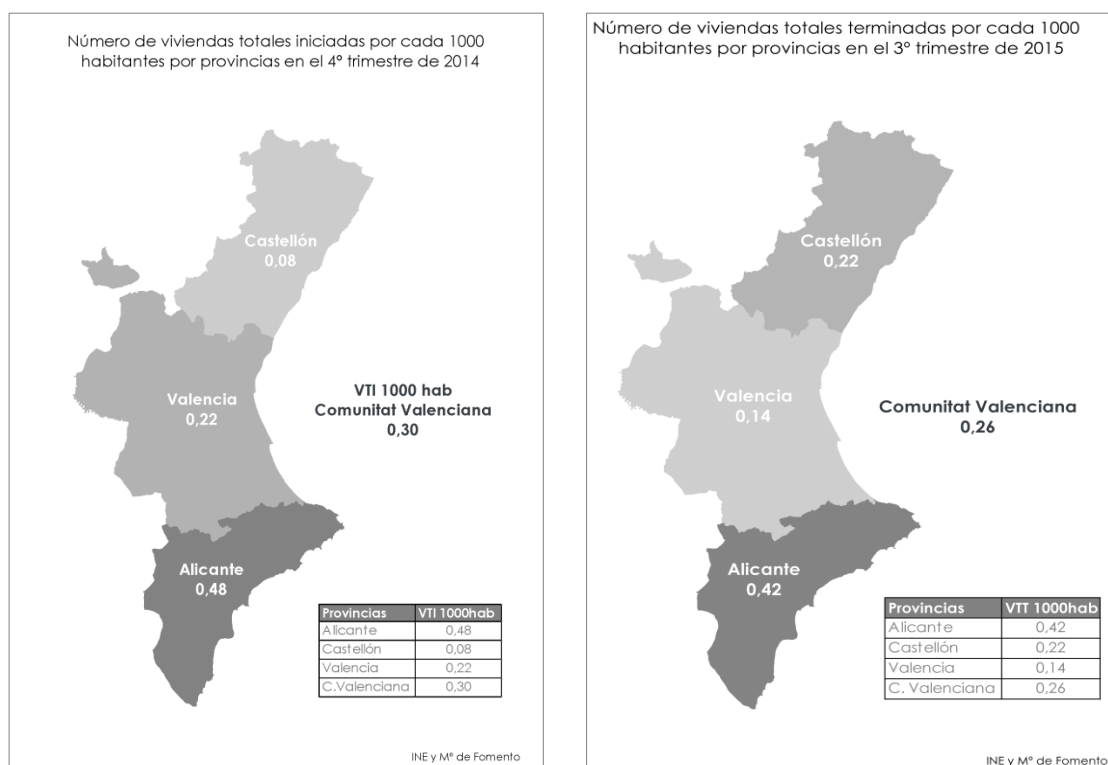 Número de viviendas totales iniciadas por cada 1000
habitantes por provincias en el 4º trimestre de 2014
Castellón
0,08
Valencia
0,22
VTI 1000 hab
Comunitat Valenciana
0,30
Alicante
0,48
Provincias VTI 1000hab
Alicante 0,48
Castellón 0,08
Valencia 0,22
C.Valenciana 0,30
INE y Mº de Fomento
Número de viviendas totales terminadas por cada 1000
habitantes por provincias en el 3º trimestre de 2015
Castellón
0,22
Valencia
0,14
Comunitat Valenciana
0,26
Alicante
0,42
Provincias VTT 1000hab
Alicante 0,42
Castellón 0,22
Valencia 0,14
C. Valenciana 0,26
INE y Mº de Fomento